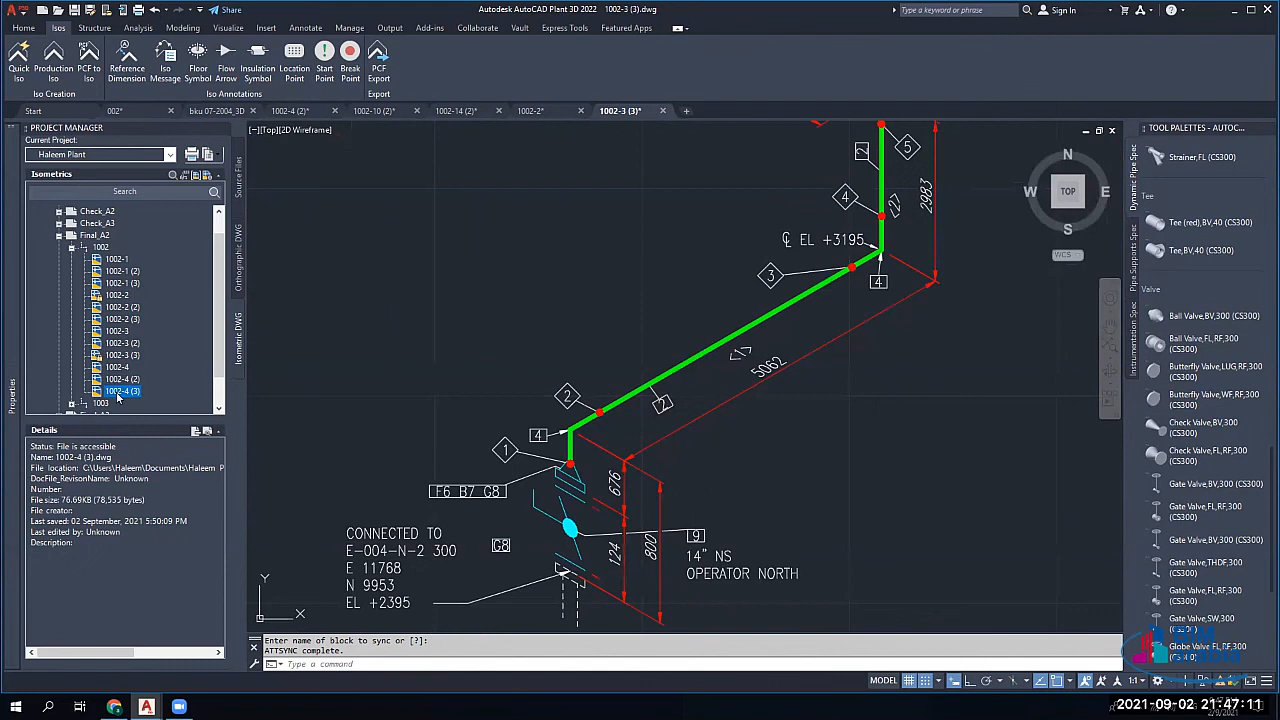 Share
Autodesk AutoCAD Plant 3D 2022 1002-3 (3).dwg
Type a keyword or phrase
Sign In
Home Isos Structure Analysis Modeling Visualize Insert Annotate Manage Output Add-ins Collaborate Vault Express Tools Featured Apps
Quick Iso
Production Iso
PCF to Iso
Reference Dimension
Iso Message
Floor Symbol
Flow Arrow
Insulation Symbol
Location Point
Start Point
Break Point
PCF Export
Iso Creation
Iso Annotations
Export
Start 002* bku 07-2004_3D 1002-4 (2)* 1002-10 (2)* 1002-14 (2)* 1002-2* 1002-3 (3)*
PROJECT MANAGER
Current Project:
Haleem Plant
Isometrics
Search
Check_A2
Check_A3
Final_A2
1002
1002-1
1002-1 (2)
1002-1 (3)
1002-2
1002-2 (2)
1002-2 (3)
1002-3
1002-3 (2)
1002-3 (3)
1002-4
1002-4 (2)
1002-4 (3)
1003
Details
Status: File is accessible
Name: 1002-4 (3).dwg
File location: C:\Users\Haleem\Documents\Haleem P
DocFile_RevisonName: Unknown
Number:
File size: 76.69KB (78,535 bytes)
File creator:
Last saved: 02 September, 2021 5:50:09 PM
Last edited by: Unknown
Description:
Properties
Source Files
Orthographic DWG
Isometric DWG
[−][Top][2D Wireframe]
5
2
4
<2>
2983
℄ EL +3195
3
4
<1>
5062
2
2
4
1
676
F6 B7 G8
CONNECTED TO
E-004-N-2 300
E 11768
N 9953
EL +2395
G8
124
800
9
14" NS
OPERATOR NORTH
Y
X
N
W TOP E
S
WCS
Enter name of block to sync or [?]:
ATTSYNC complete.
Type a command
MODEL
1:1
TOOL PALETTES - AUTOC...
Dynamic Pipe Spec
Pipe Supports Spec
Instrumentation Spec
Strainer,FL (CS300)
Tee
Tee (red),BV,40 (CS300)
Tee,BV,40 (CS300)
Valve
Ball Valve,BV,300 (CS300)
Ball Valve,FL,RF,300 (CS300)
Butterfly Valve,LUG,RF,300 (CS300)
Butterfly Valve,WF,RF,300 (CS300)
Check Valve,BV,300 (CS300)
Check Valve,FL,RF,300 (CS300)
Gate Valve,BV,300 (CS300)
Gate Valve,FL,RF,300 (CS300)
Gate Valve,BV,300 (CS300)
Gate Valve,THDF,300 (CS300)
Gate Valve,FL,RF,300 (CS300)
Gate Valve,SW,300 (CS300)
Globe Valve,FL,RF,300
2021-09-02 21:47:11